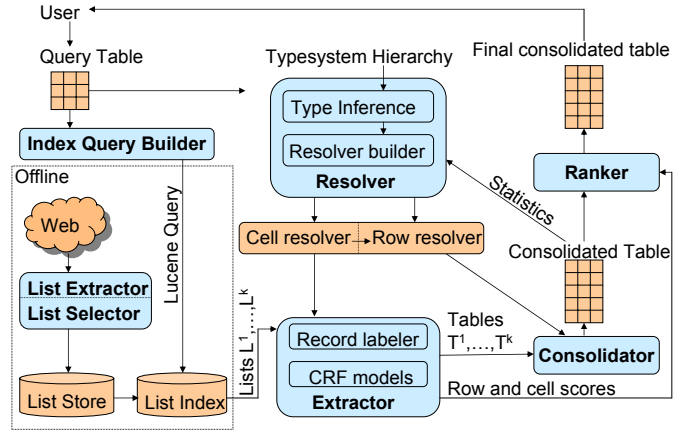 User
Query Table
Typesystem Hierarchy
Final consolidated table
Type Inference
Resolver builder
Resolver
Index Query Builder
Offline
Web
Lucene Query
Ranker
Statistics
Cell resolver
Row resolver
Consolidated Table
List Extractor
List Selector
Lists L1,…,Lk
Record labeler
CRF models
Extractor
Tables
T1,…,Tk
Consolidator
Row and cell scores
List Store
List Index